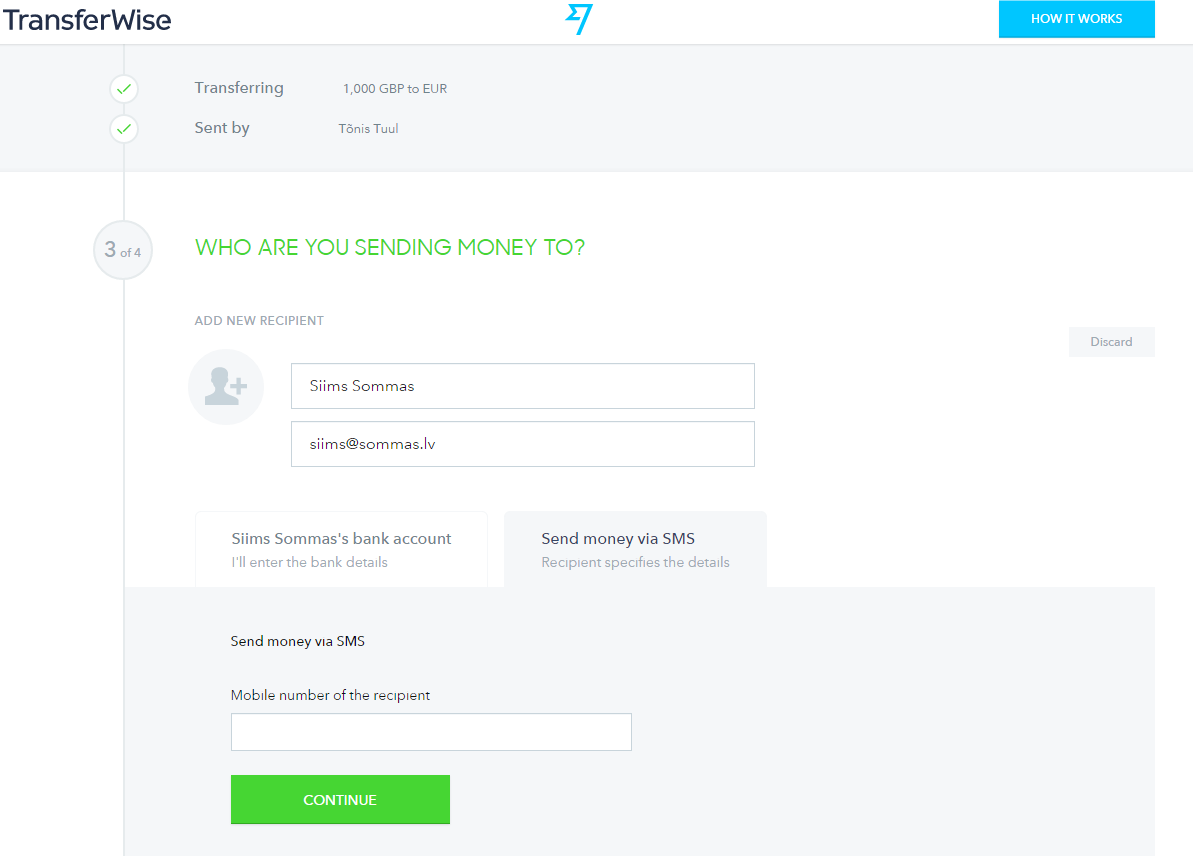 TransferWise
HOW IT WORKS
Transferring 1,000 GBP to EUR
Sent by Tõnis Tuul
3 of 4
WHO ARE YOU SENDING MONEY TO?
ADD NEW RECIPIENT
Discard
Siims Sommas
siims@sommas.lv
Siims Sommas's bank account
I'll enter the bank details
Send money via SMS
Recipient specifies the details
Send money via SMS
Mobile number of the recipient
CONTINUE